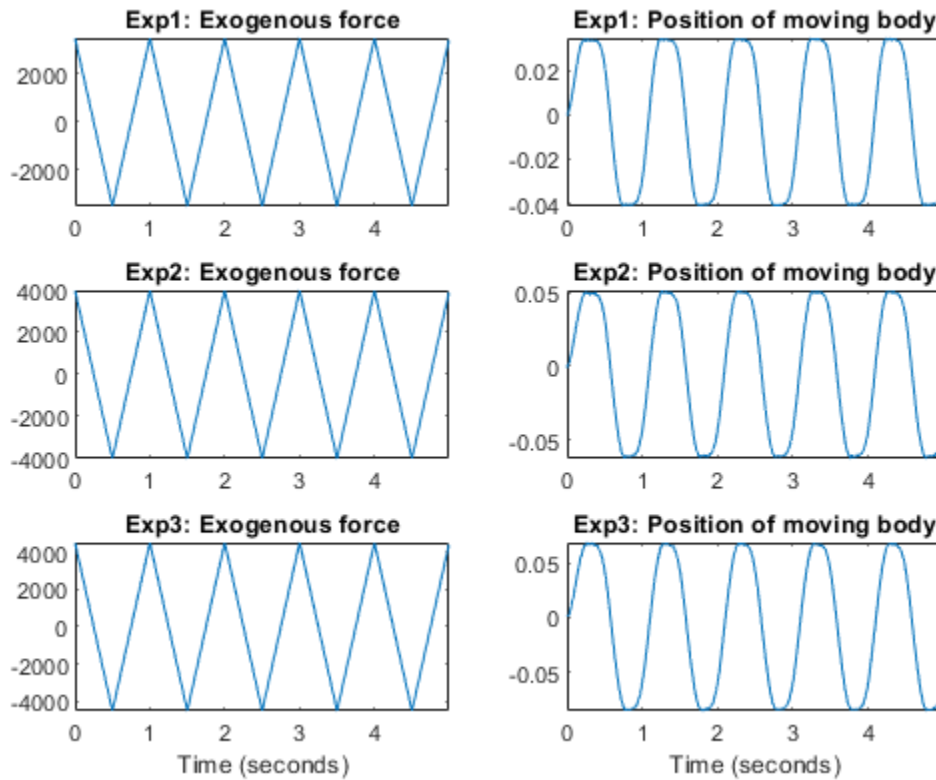 Exp1: Exogenous force
2000
0
-2000
0 1 2 3 4
Exp1: Position of moving body
0.02
0
-0.02
-0.04
0 1 2 3 4
Exp2: Exogenous force
4000
2000
0
-2000
-4000
0 1 2 3 4
Exp2: Position of moving body
0.05
0
-0.05
0 1 2 3 4
Exp3: Exogenous force
4000
2000
0
-2000
-4000
0 1 2 3 4
Time (seconds)
Exp3: Position of moving body
0.05
0
-0.05
0 1 2 3 4
Time (seconds)